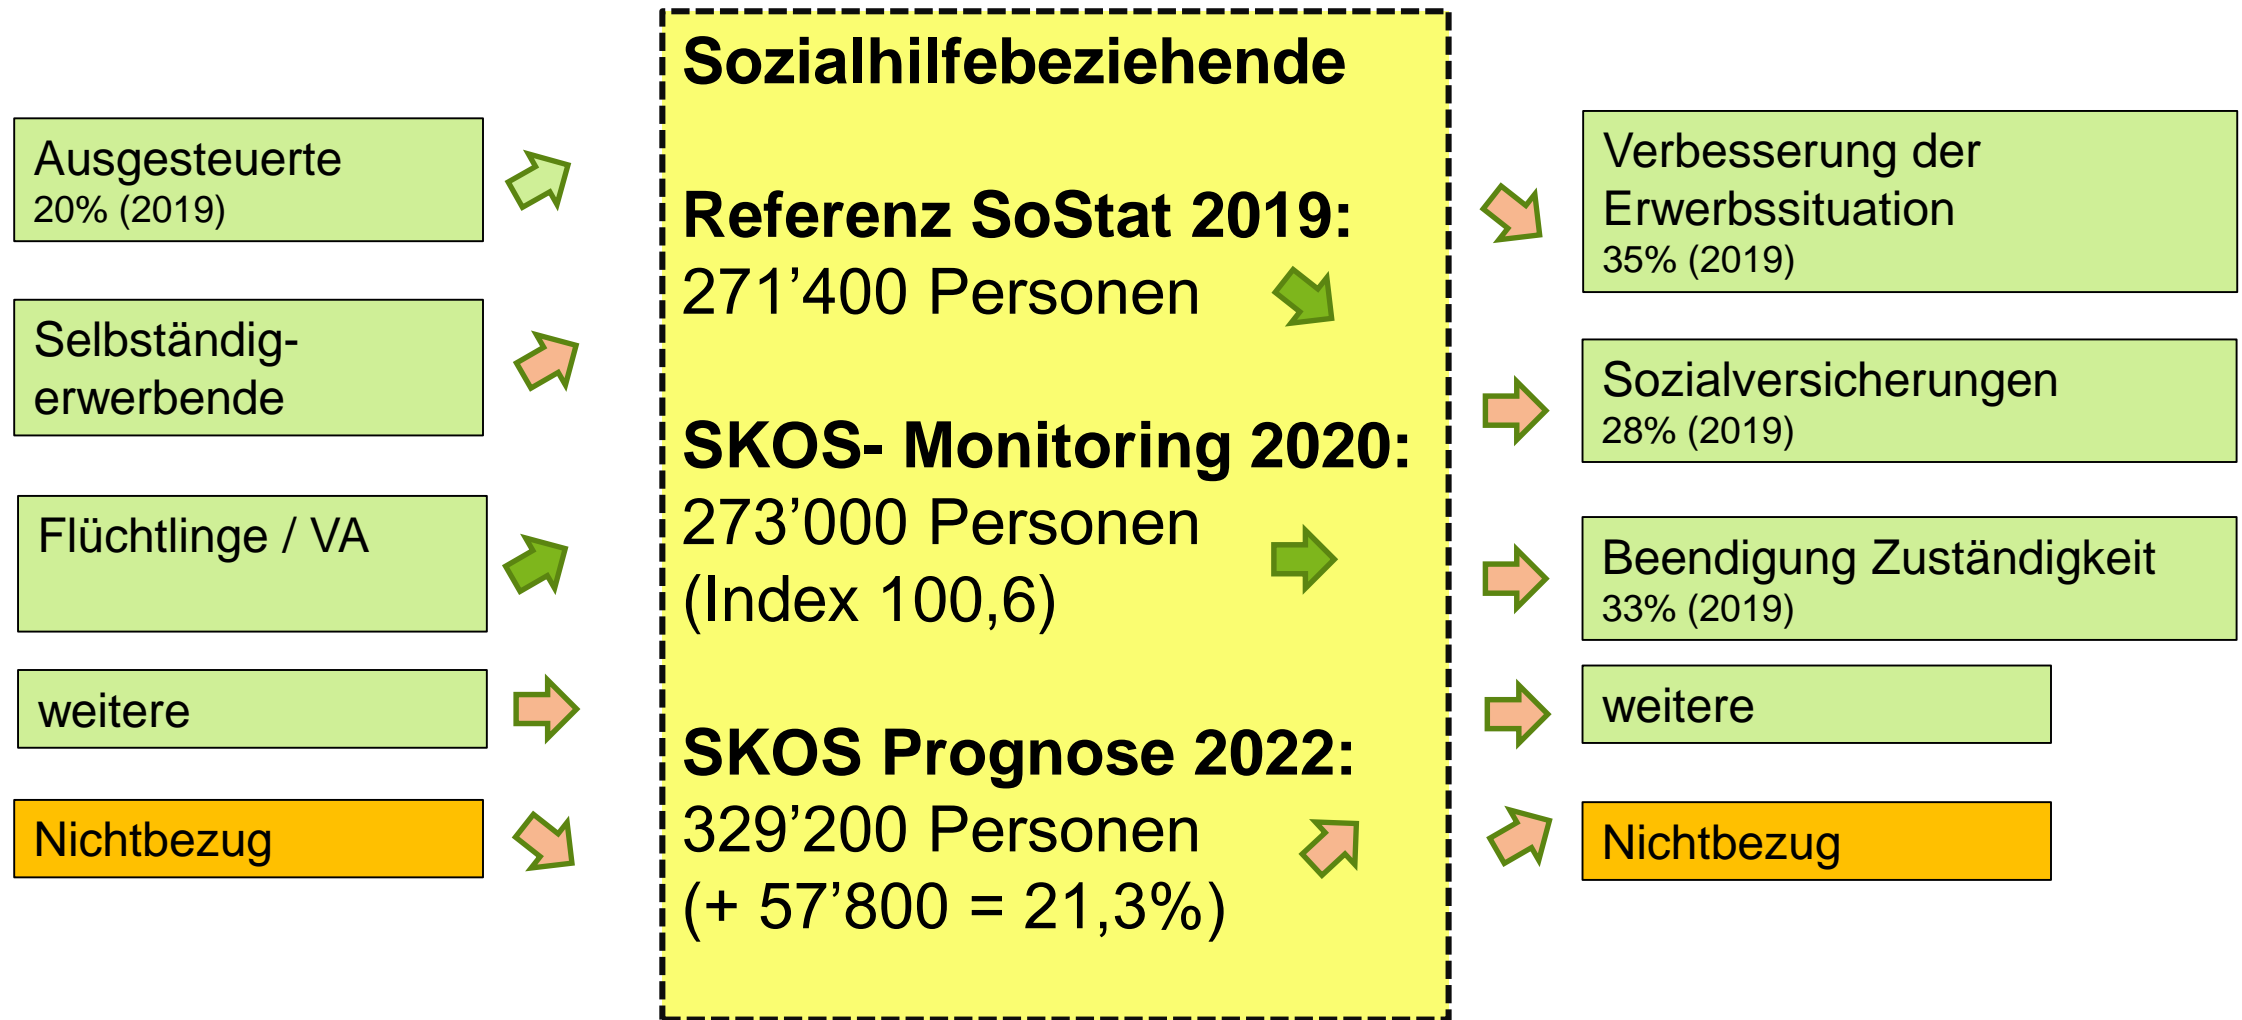 Ausgesteuerte
20% (2019)
Selbständig-
erwerbende
Flüchtlinge / VA
weitere
Nichtbezug
Sozialhilfebeziehende
Referenz SoStat 2019:
271’400 Personen
SKOS- Monitoring 2020:
273’000 Personen
(Index 100,6)
SKOS Prognose 2022:
329’200 Personen
(+ 57’800 = 21,3%)
Verbesserung der
Erwerbssituation
35% (2019)
Sozialversicherungen
28% (2019)
Beendigung Zuständigkeit
33% (2019)
weitere
Nichtbezug